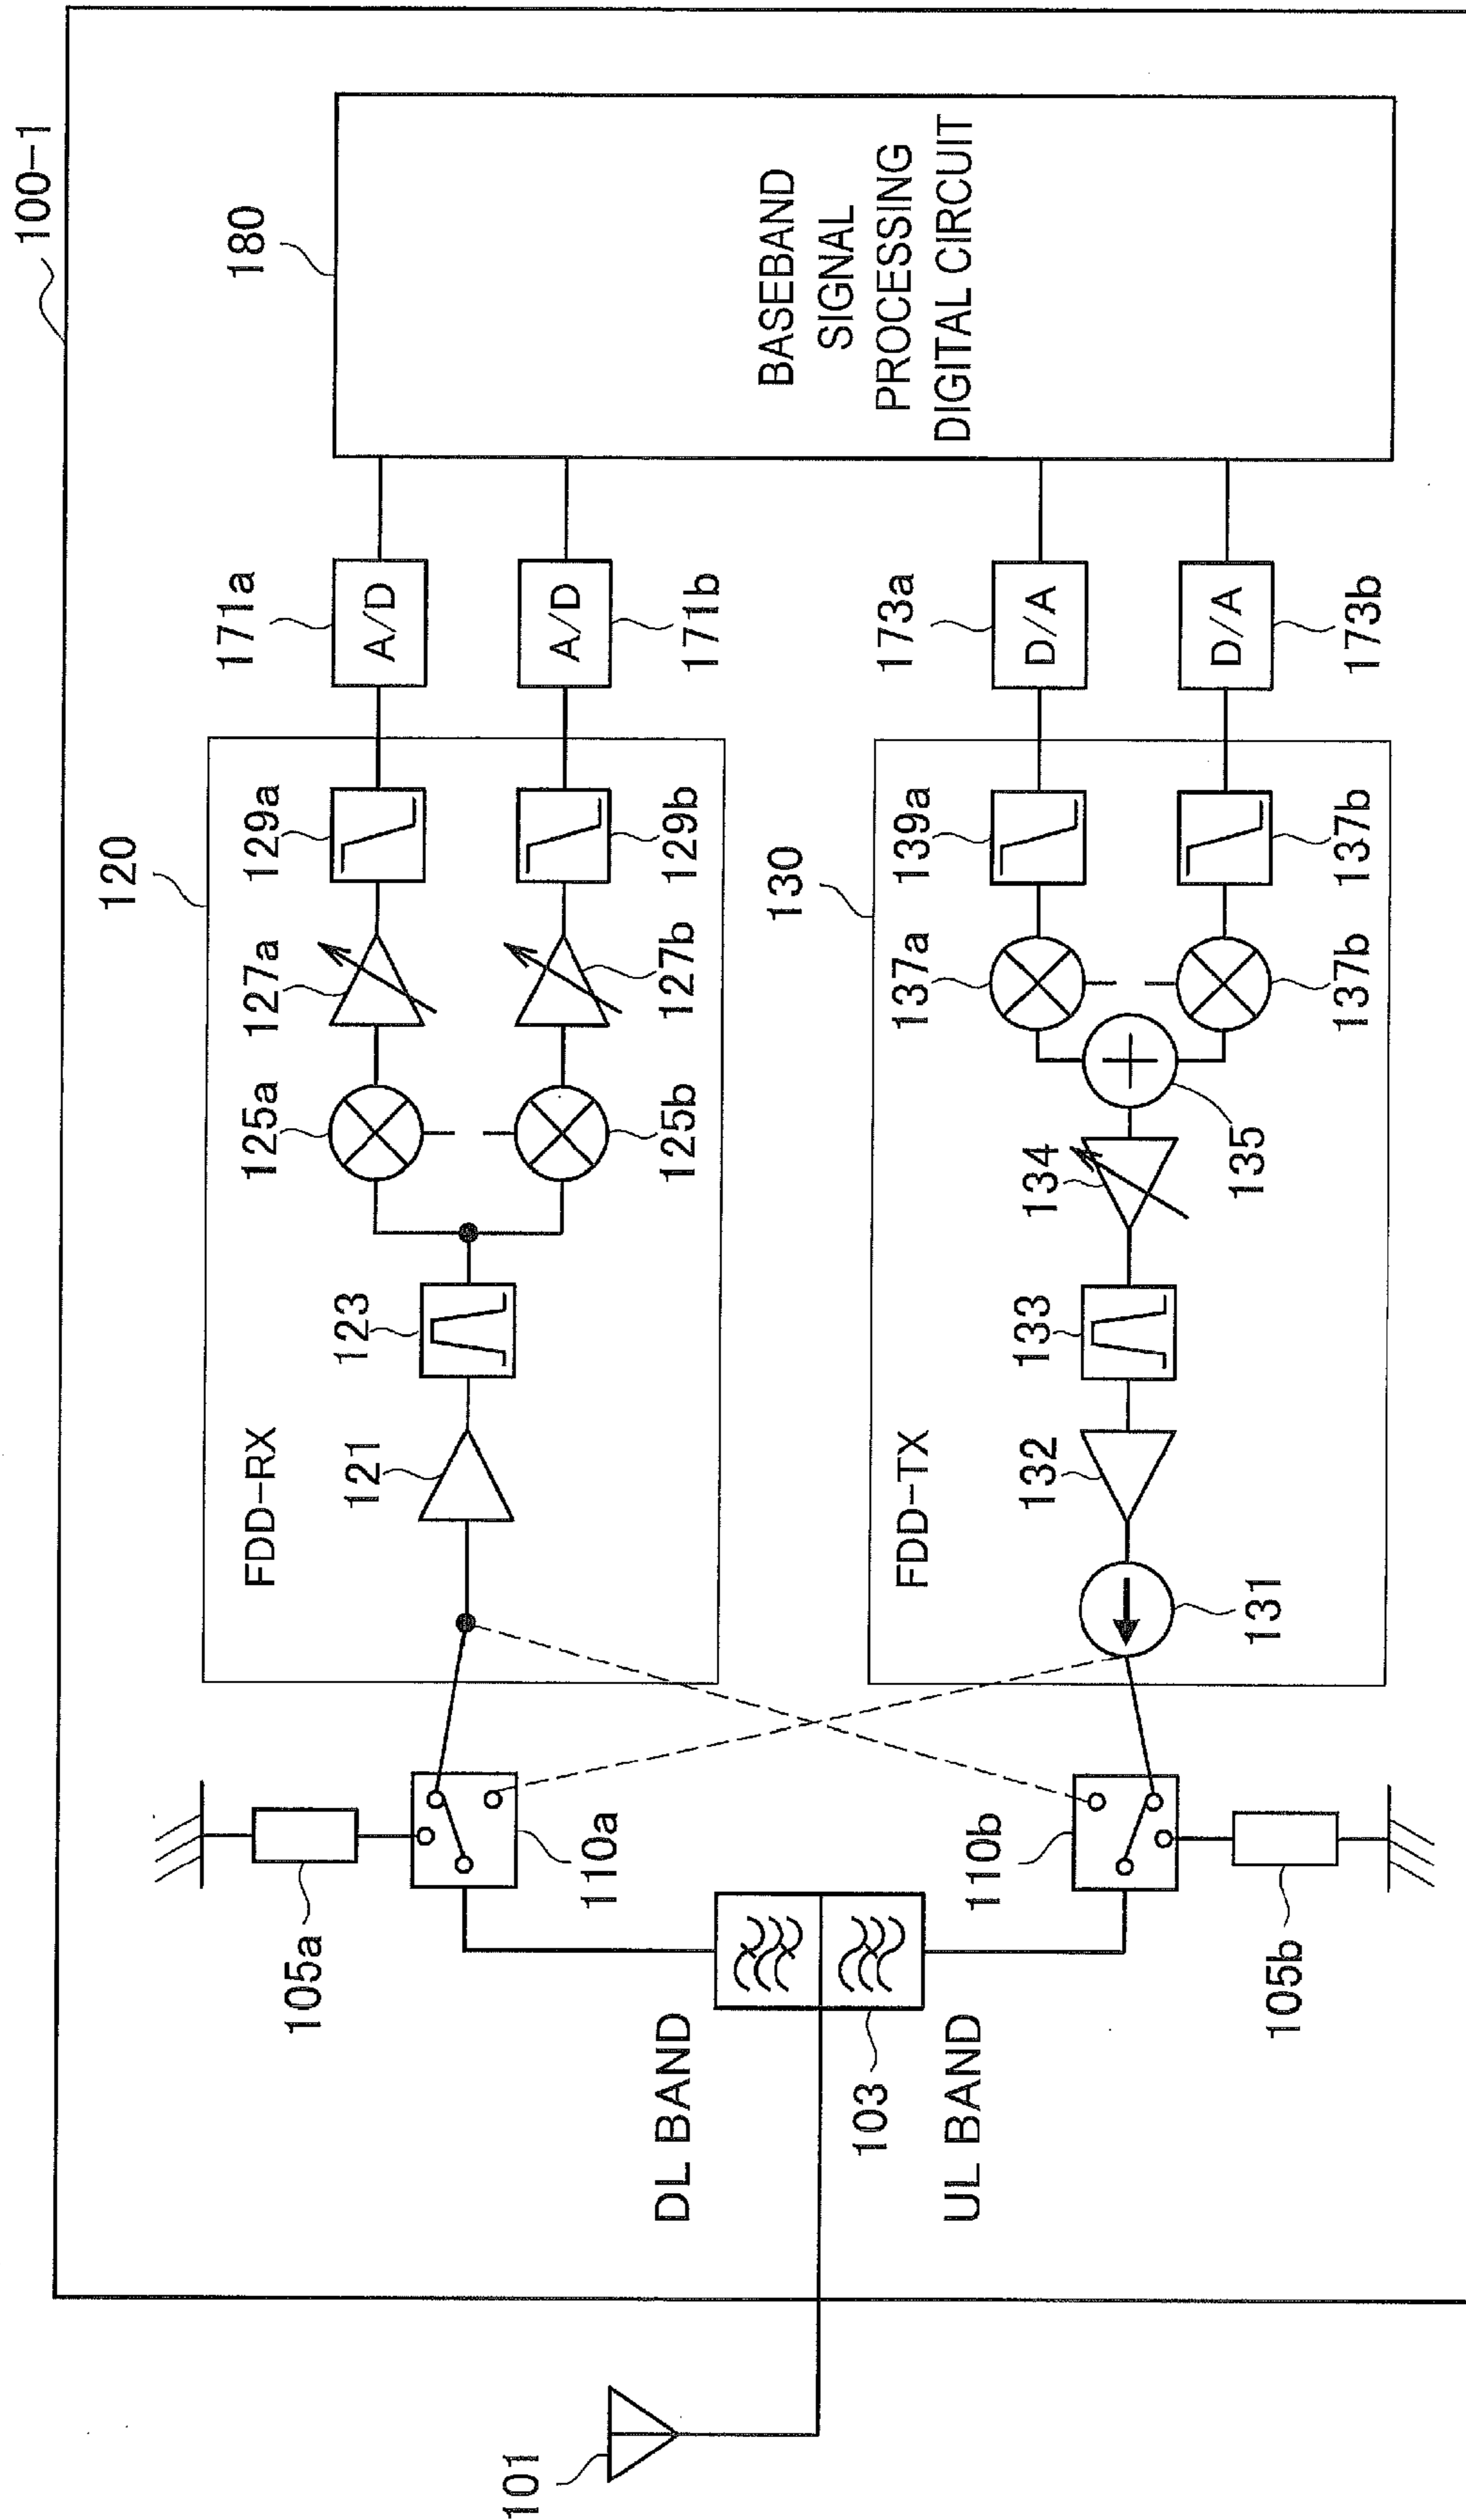 100-1
180
BASEBAND
SIGNAL
PROCESSING
DIGITAL CIRCUIT
171a
A/D
A/D
171b
173a
D/A
D/A
173b
120
129a
129b
127a
127b
125a
125b
123
121
FDD-RX
130
139a
137b
137a
137b
135
134
133
132
131
FDD-TX
105a
110a
110b
105b
DL BAND
103
UL BAND
101